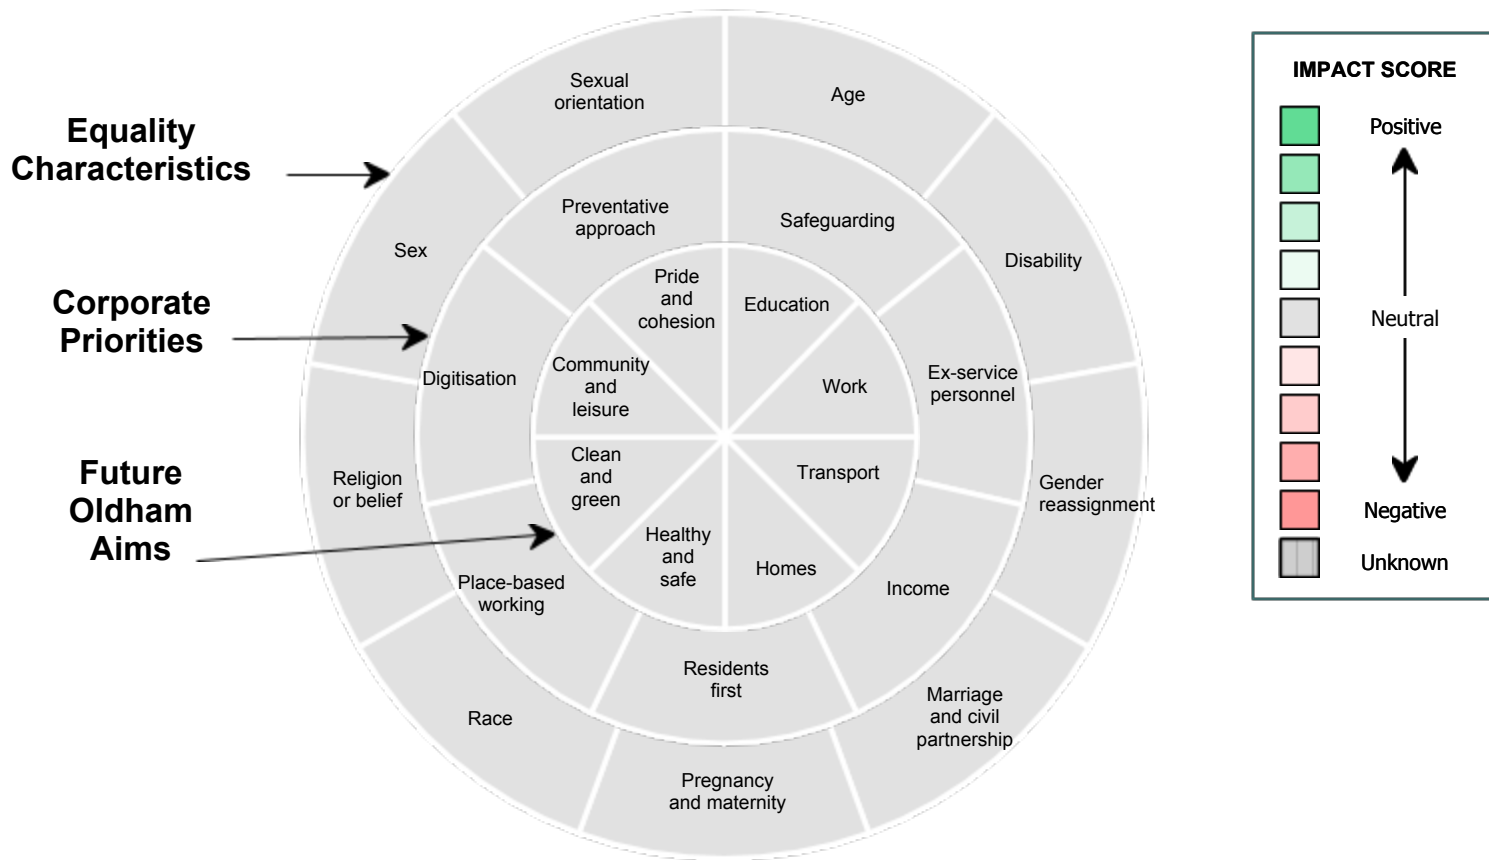 Equality
Characteristics
Corporate
Priorities
Future
Oldham
Aims
Sexual
orientation
Age
Sex
Disability
Religion
or belief
Gender
reassignment
Race
Marriage
and civil
partnership
Pregnancy
and maternity
Preventative
approach
Safeguarding
Digitisation
Ex-service
personnel
Place-based
working
Income
Residents
first
Pride
and
cohesion
Education
Community
and
leisure
Work
Clean
and
green
Transport
Healthy
and
safe
Homes
IMPACT SCORE
Positive
Neutral
Negative
Unknown